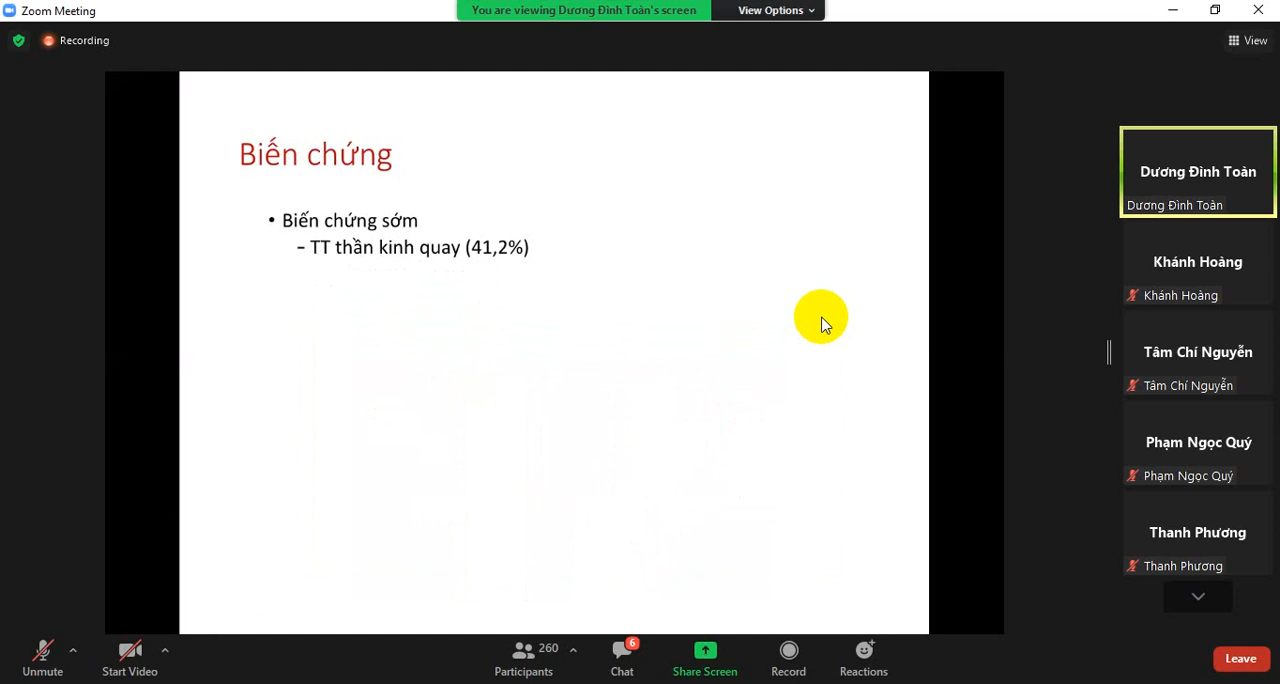 Zoom Meeting
You are viewing Dương Đình Toàn's screen
View Options
Recording
View
Biến chứng
• Biến chứng sớm
– TT thần kinh quay (41,2%)
Dương Đình Toàn
Dương Đình Toàn
Khánh Hoàng
Khánh Hoàng
Tâm Chí Nguyễn
Tâm Chí Nguyễn
Phạm Ngọc Quý
Phạm Ngọc Quý
Thanh Phương
Thanh Phương
Unmute
Start Video
260
Participants
6
Chat
Share Screen
Record
Reactions
Leave